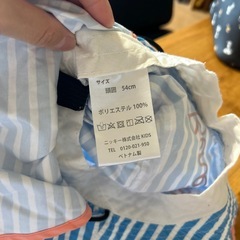 サイズ
頭囲 54cm
ポリエステル 100%
ニッキー株式会社 KIDS
TEL 0120-021-930
ベトナム製